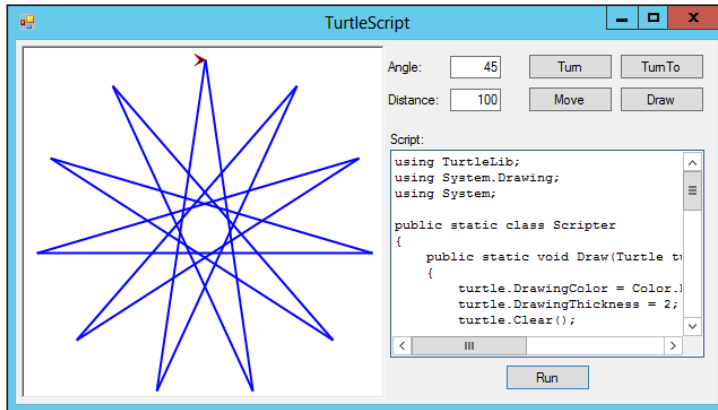 TurtleScript
Angle: 45 Turn TurnTo
Distance: 100 Move Draw
Script:
using TurtleLib;
using System.Drawing;
using System;
public static class Scripter
{
public static void Draw(Turtle
{
turtle.DrawingColor = Color.
turtle.DrawingThickness = 2;
turtle.Clear();
Run